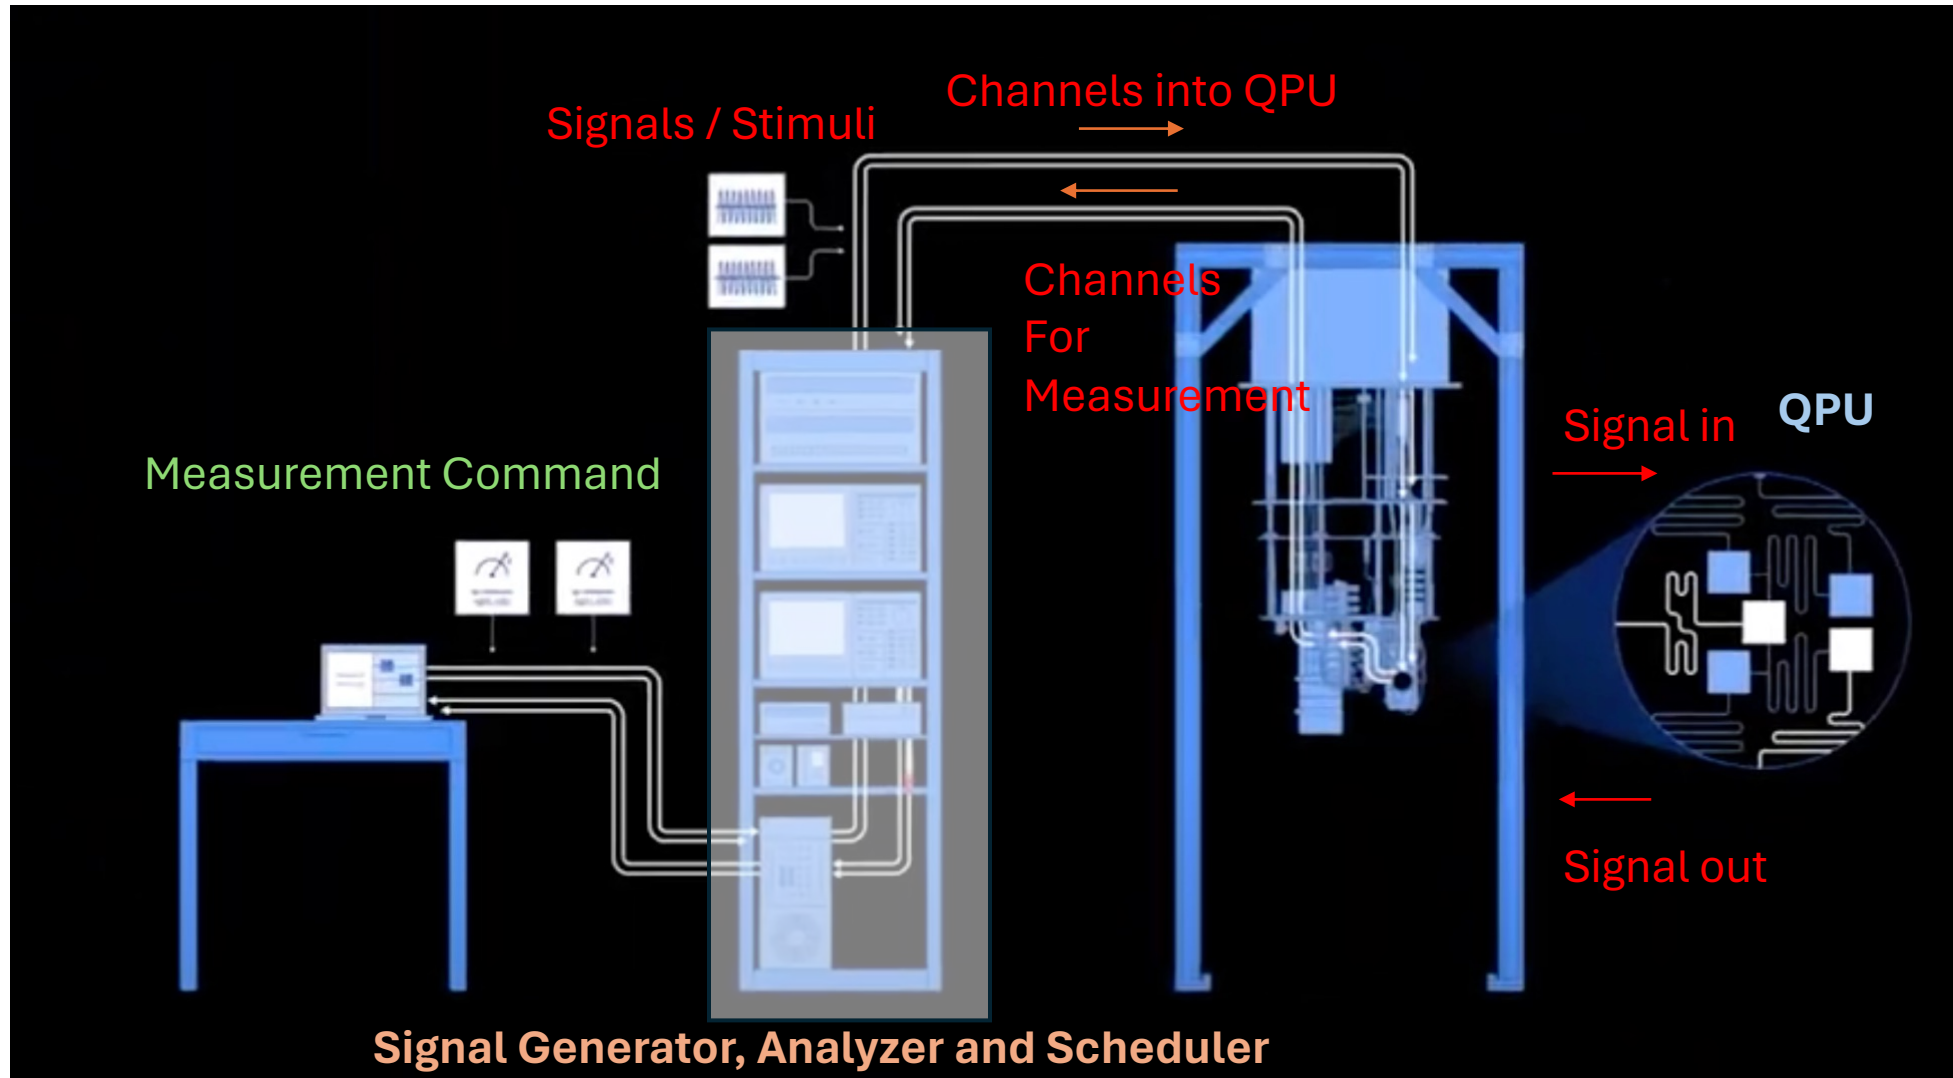 Channels into QPU
Signals / Stimuli
Channels
For
Measurement
QPU
Signal in
Measurement Command
Signal out
Signal Generator, Analyzer and Scheduler